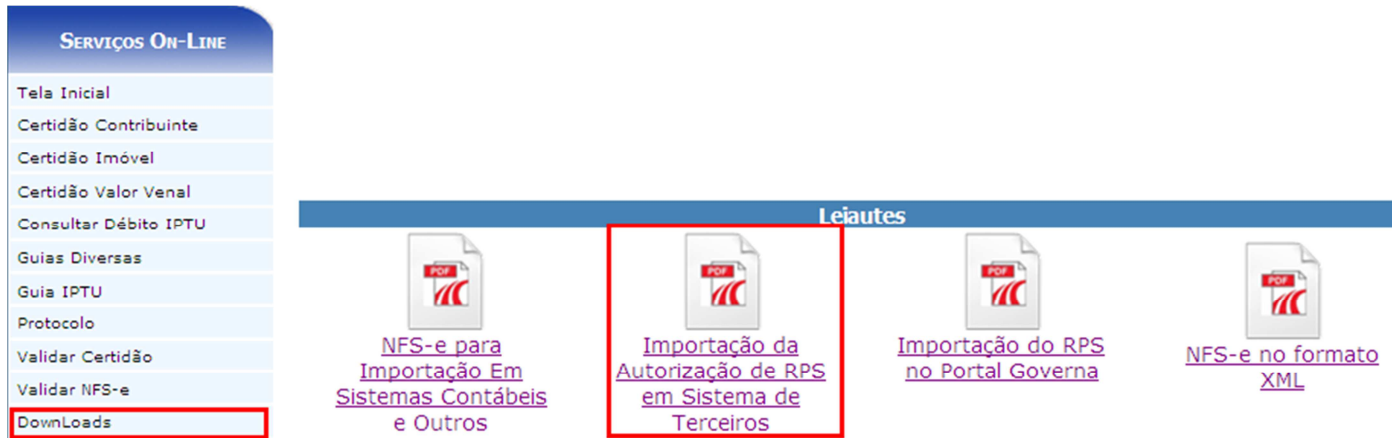 Serviços On-Line
Tela Inicial
Certidão Contribuinte
Certidão Imóvel
Certidão Valor Venal
Consultar Débito IPTU
Guias Diversas
Guia IPTU
Protocolo
Validar Certidão
Validar NFS-e
DownLoads
Leiautes
PDF
NFS-e para
Importação Em
Sistemas Contábeis
e Outros
PDF
Importação da
Autorização de RPS
em Sistema de
Terceiros
PDF
Importação do RPS
no Portal Governa
PDF
NFS-e no formato
XML